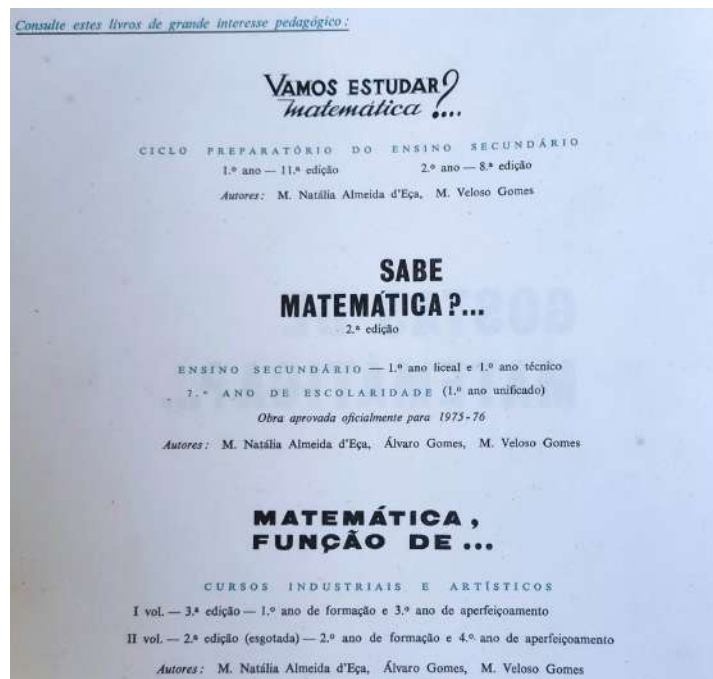 Consulte estes livros de grande interesse pedagógico:
VAMOS ESTUDAR
matemática ?...
CICLO PREPARATÓRIO DO ENSINO SECUNDÁRIO
1.º ano — 11.ª edição 2.º ano — 8.ª edição
Autores: M. Natália Almeida d'Eça, M. Veloso Gomes
SABE
MATEMÁTICA?...
2.ª edição
ENSINO SECUNDÁRIO — 1.º ano liceal e 1.º ano técnico
7.º ANO DE ESCOLARIDADE (1.º ano unificado)
Obra aprovada oficialmente para 1975-76
Autores: M. Natália Almeida d'Eça, Álvaro Gomes, M. Veloso Gomes
MATEMÁTICA,
FUNÇÃO DE...
CURSOS INDUSTRIAIS E ARTÍSTICOS
I vol. — 3.ª edição — 1.º ano de formação e 3.º ano de aperfeiçoamento
II vol. — 2.ª edição (esgotada) — 2.º ano de formação e 4.º ano de aperfeiçoamento
Autores: M. Natália Almeida d'Eça, Álvaro Gomes, M. Veloso Gomes